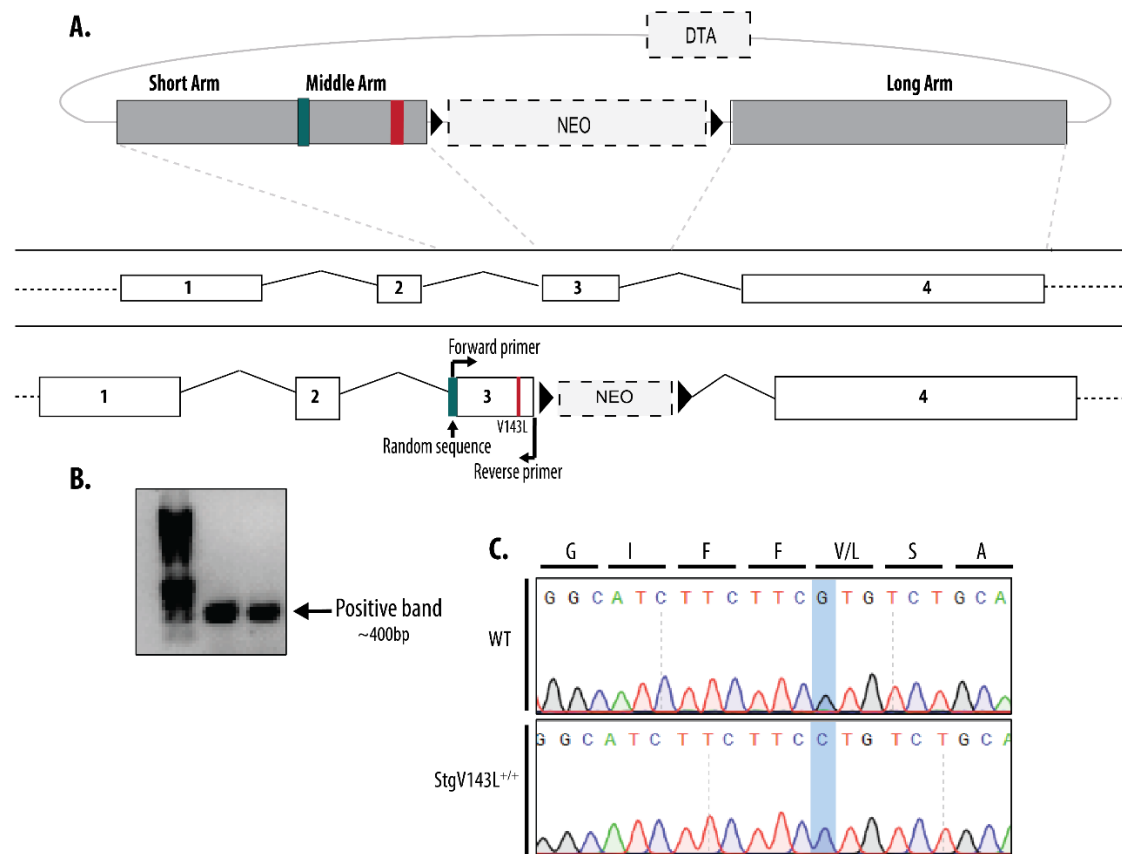 A.
DTA
Short Arm Middle Arm Long Arm
NEO
1 2 3 4
Forward primer
1 2 3 NEO 4
V143L
Random sequence
Reverse primer
B.
Positive band
~400bp
C.
G I F F V/L S A
WT
G G C A T C T T C T T C G T G T C T G C A
StgV143L+/+
G G C A T C T T C T T C C T G T C T G C A